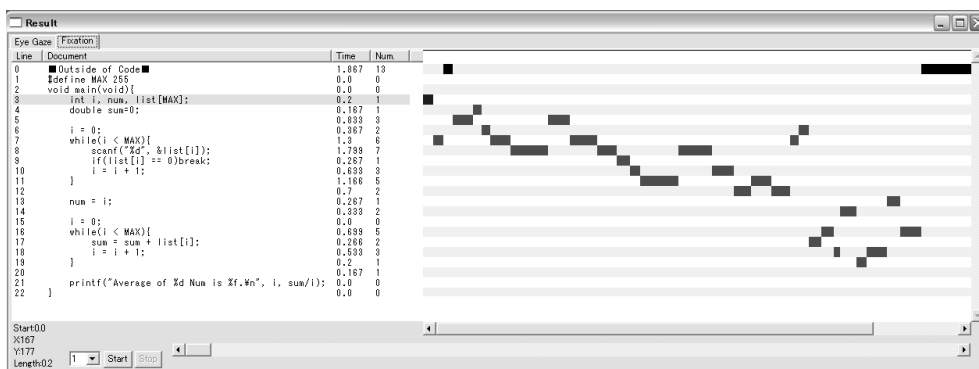 Result
Eye Gaze Fixation
Line Document Time Num.
0 ■Outside of Code■ 1.867 13
1 #define MAX 255 0.0 0
2 void main(void){ 0.0 0
3 int i, num, list[MAX]; 0.2 1
4 double sum=0; 0.167 1
5 0.833 3
6 i = 0; 0.367 2
7 while(i < MAX){ 1.3 6
8 scanf("%d", &list[i]); 1.799 7
9 if(list[i] == 0)break; 0.267 1
10 i = i + 1; 0.633 3
11 } 1.166 5
12 0.7 2
13 num = i; 0.267 1
14 0.333 2
15 i = 0; 0.0 0
16 while(i < MAX){ 0.699 5
17 sum = sum + list[i]; 0.266 2
18 i = i + 1; 0.533 3
19 } 0.2 1
20 0.167 1
21 printf("Average of %d Num is %f.¥n", i, sum/i); 0.0 0
22 } 0.0 0
Start:0.0
X:167
Y:177
Length:0.2
1 Start Stop